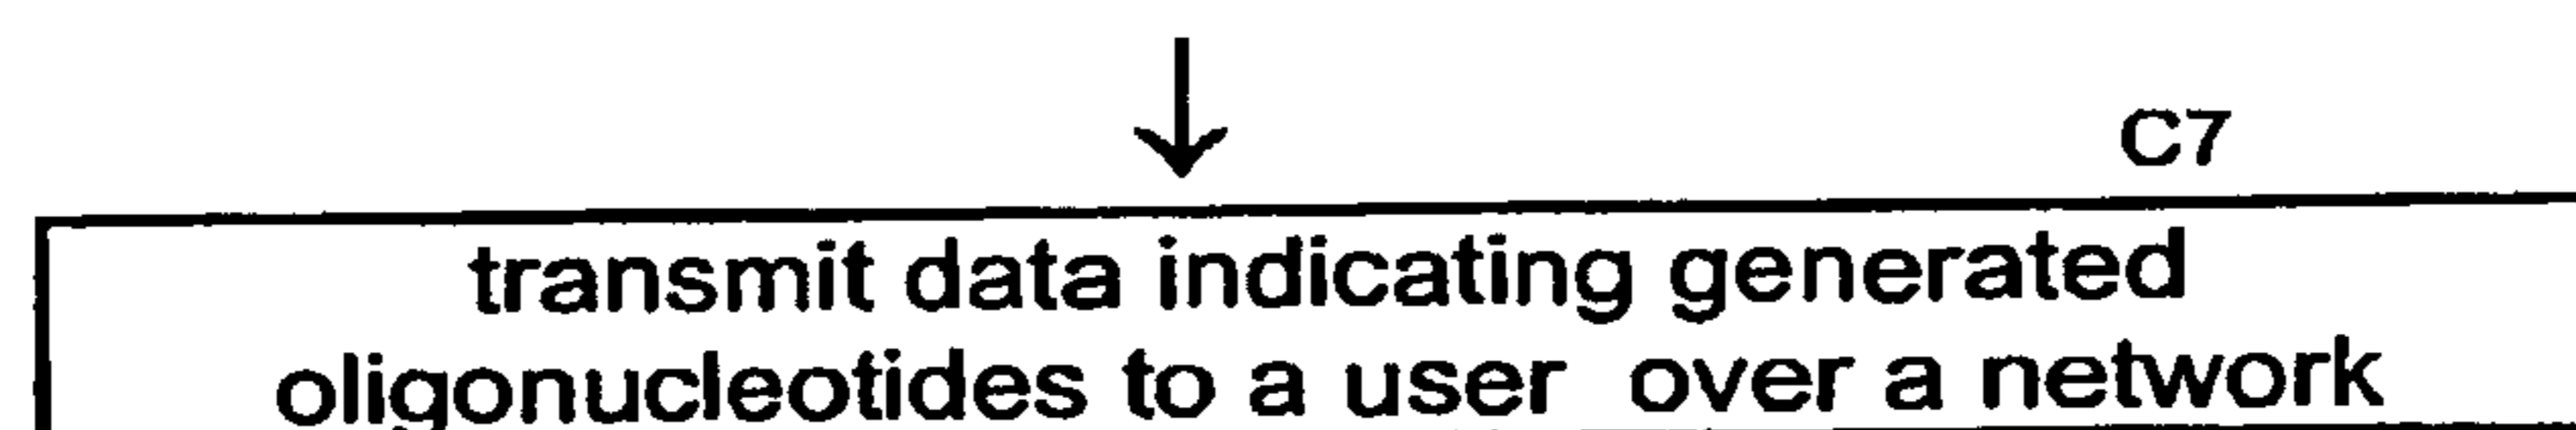 C7
transmit data indicating generated
oligonucleotides to a user over a network